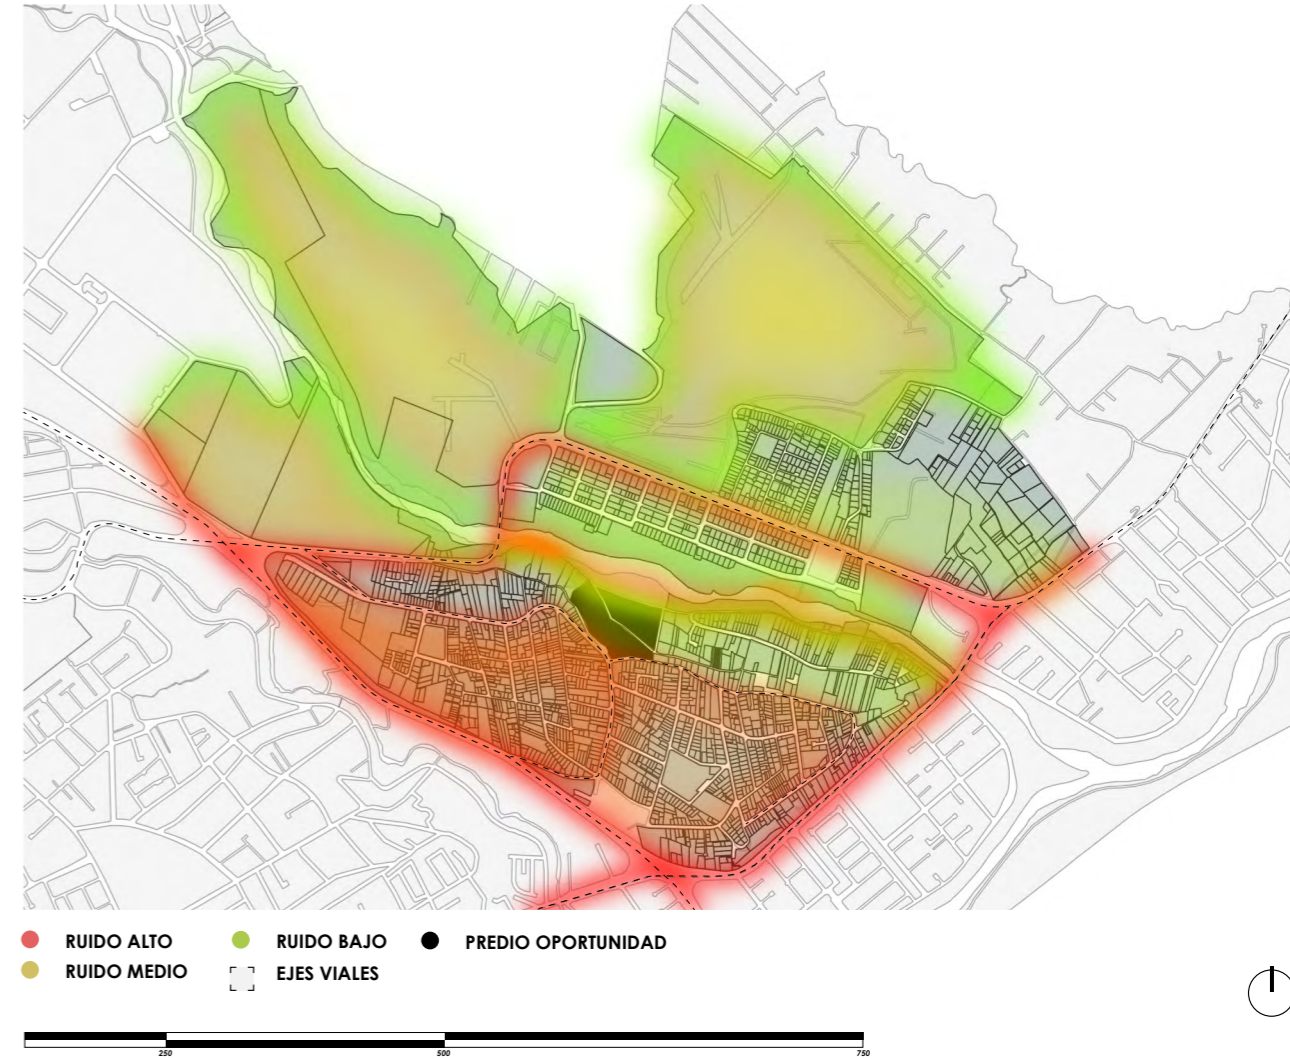 RUIDO ALTO
RUIDO BAJO
PREDIO OPORTUNIDAD
RUIDO MEDIO
EJES VIALES
250
500
750